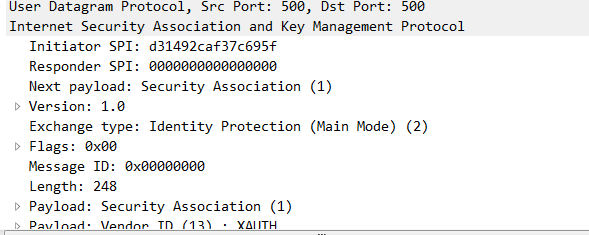 User Datagram Protocol, Src Port: 500, Dst Port: 500
Internet Security Association and Key Management Protocol
Initiator SPI: d31492caf37c695f
Responder SPI: 0000000000000000
Next payload: Security Association (1)
Version: 1.0
Exchange type: Identity Protection (Main Mode) (2)
Flags: 0x00
Message ID: 0x00000000
Length: 248
Payload: Security Association (1)
Payload: Vendor ID (13) : XAUTH